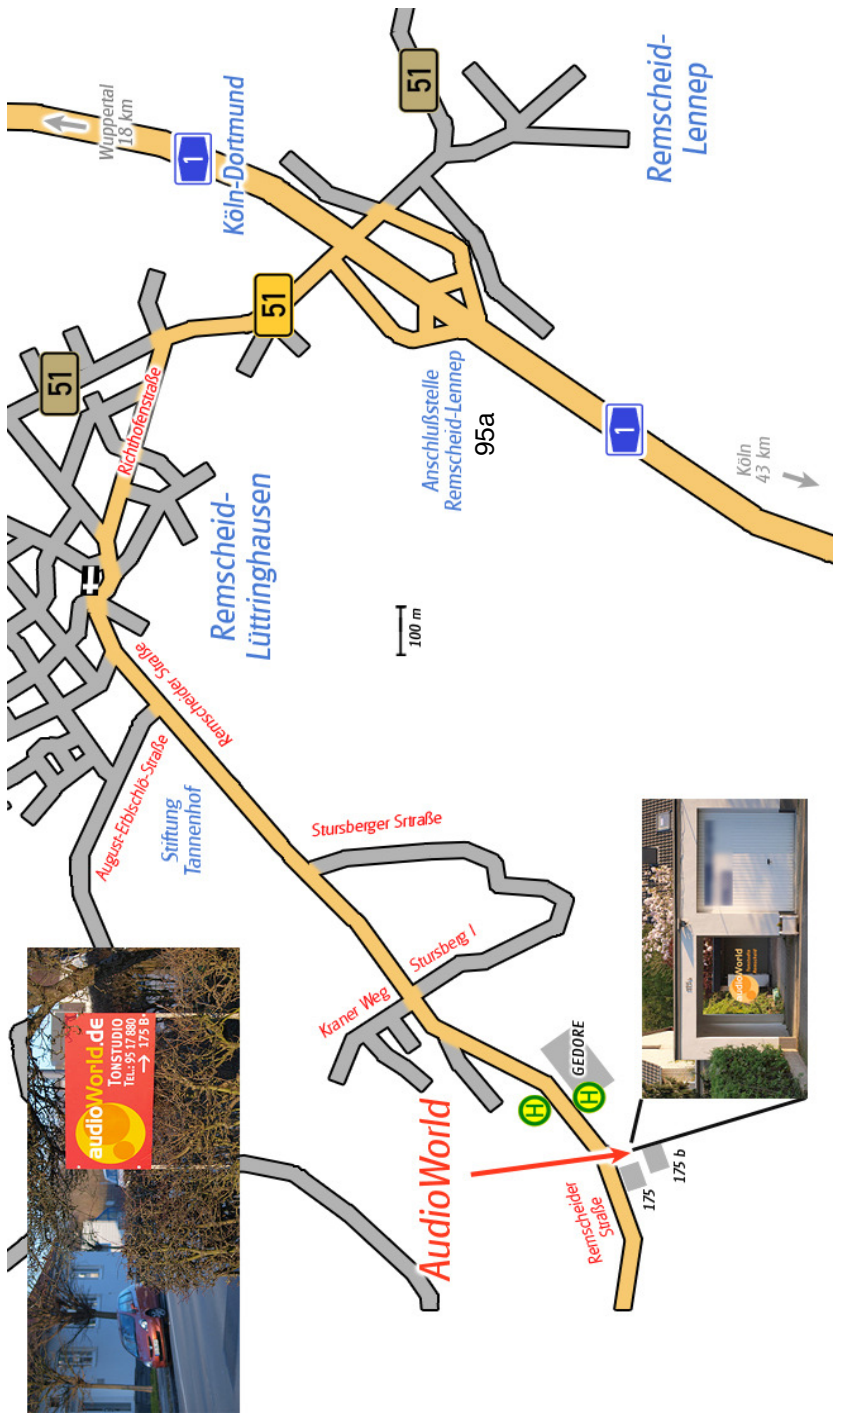 51
Remscheid-
Lennep
Wuppertal
18 km
1
Köln-Dortmund
51
51
Richthofenstraße
Anschlußstelle
Remscheid-Lennep
95a
1
Köln
43 km
Remscheid-
Lüttringhausen
100 m
Remscheider Straße
August-Erblschlö-Straße
Stiftung
Tannenhof
Stursberger Srtraße
Stursberg I
Kraner Weg
GEDORE
H
H
AudioWorld
175
175 b
Remscheider
Straße
audioWorld.de
TONSTUDIO
TEL.: 95 17 880
→ 175 B
audioWorld